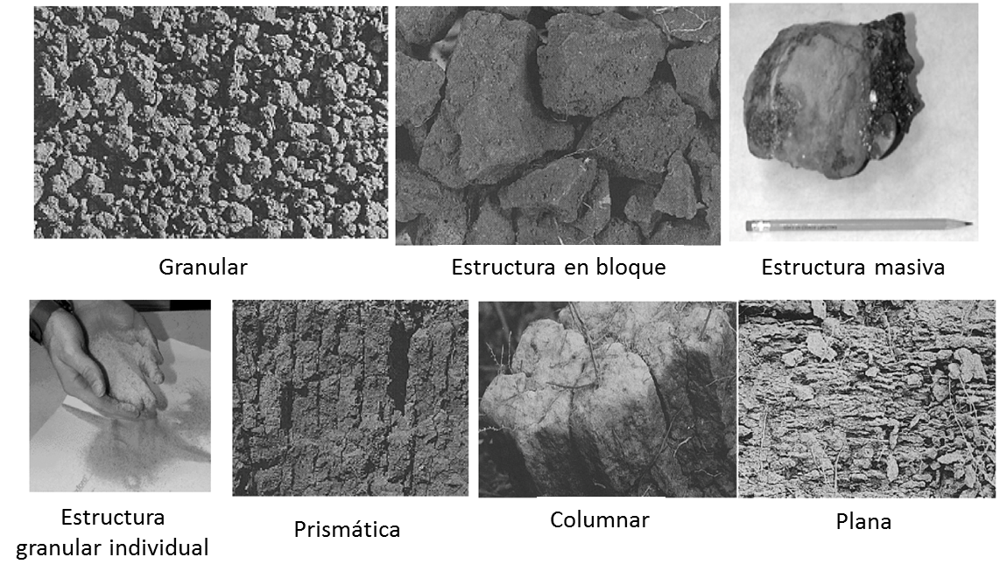 Granular
Estructura en bloque
Estructura masiva
Estructura
granular individual
Prismática
Columnar
Plana